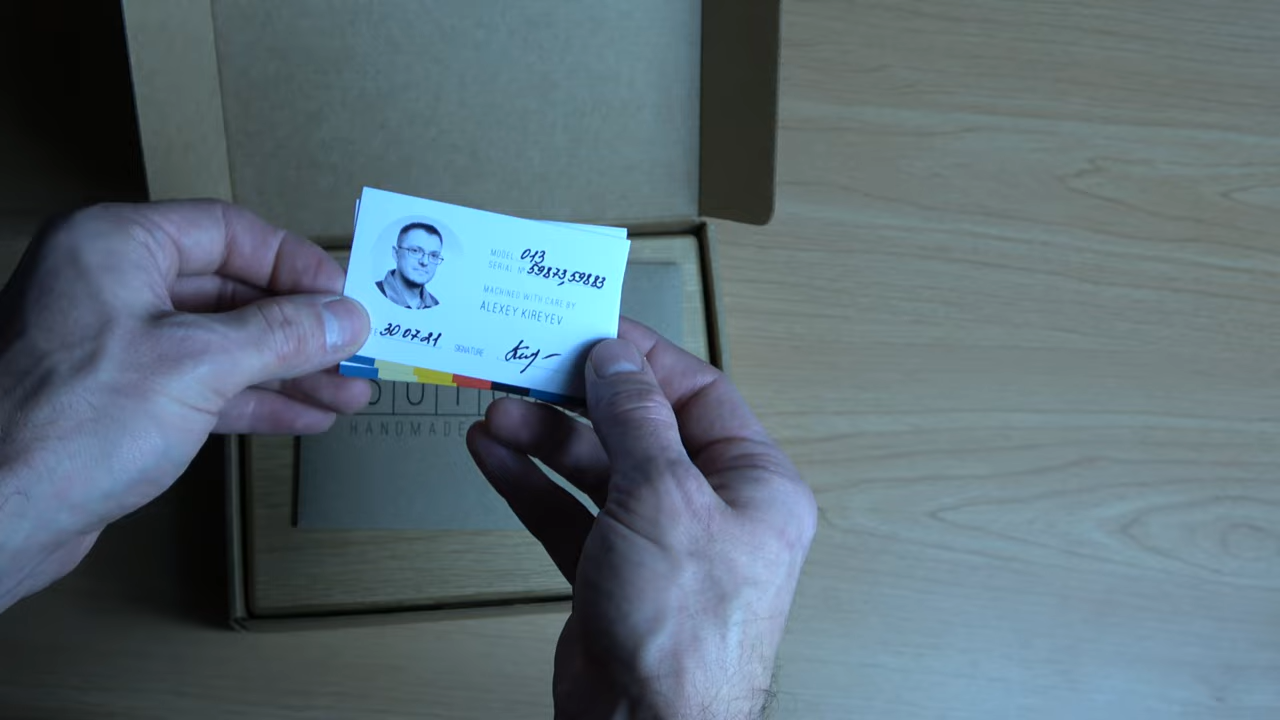 MODEL 013
SERIAL Nº 59873,59883
MACHINED WITH CARE BY
ALEXEY KIREYEV
30 07 21 SIGNATURE
HANDMADE